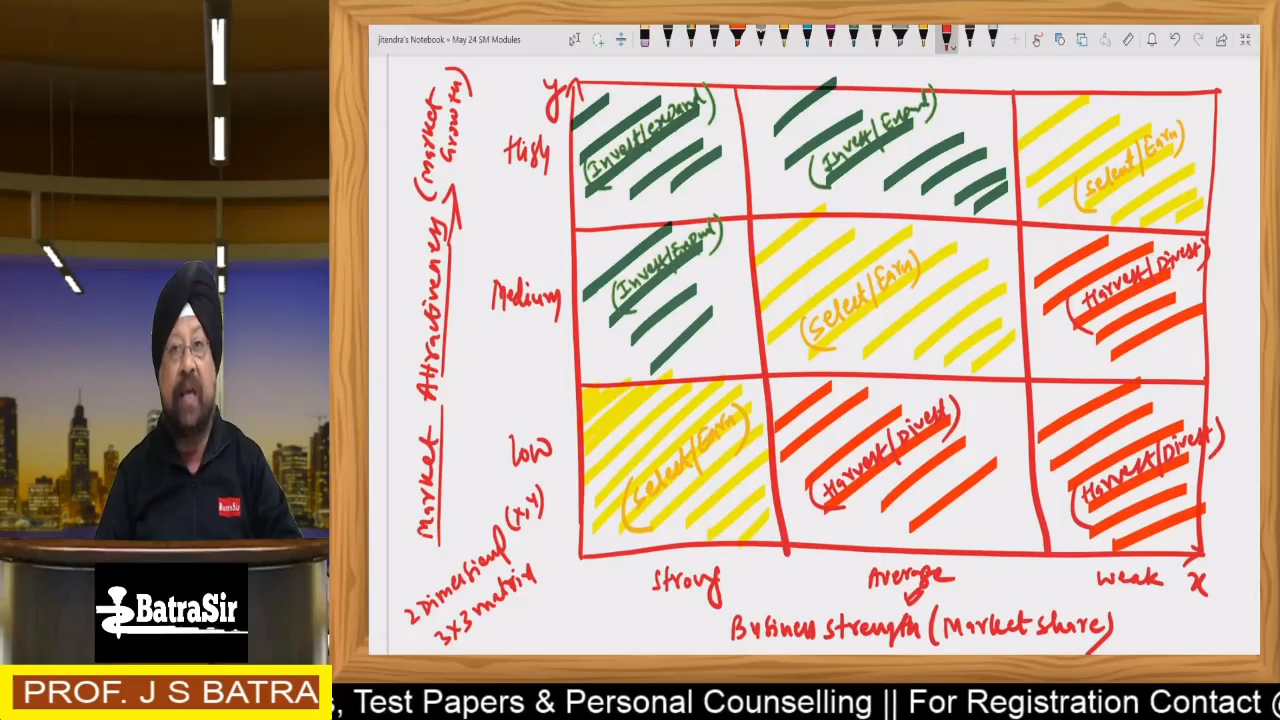 jitendra's Notebook » May 24 SM Modules
Market Attractiveness (Market Growth)
y
High
Medium
Low
(Invest/expand)
(Invest/Expand)
(Select/Earn)
(Invest/Expand)
(Select/Earn)
(Harvest/Divest)
(Select/Earn)
(Harvest/Divest)
(Harvest/Divest)
Strong
Average
Weak
x
Business Strength (Market share)
2 Dimensional (x,y)
3x3 matrix
BatraSir
BatraSir
PROF. J S BATRA
s, Test Papers & Personal Counselling || For Registration Contact @